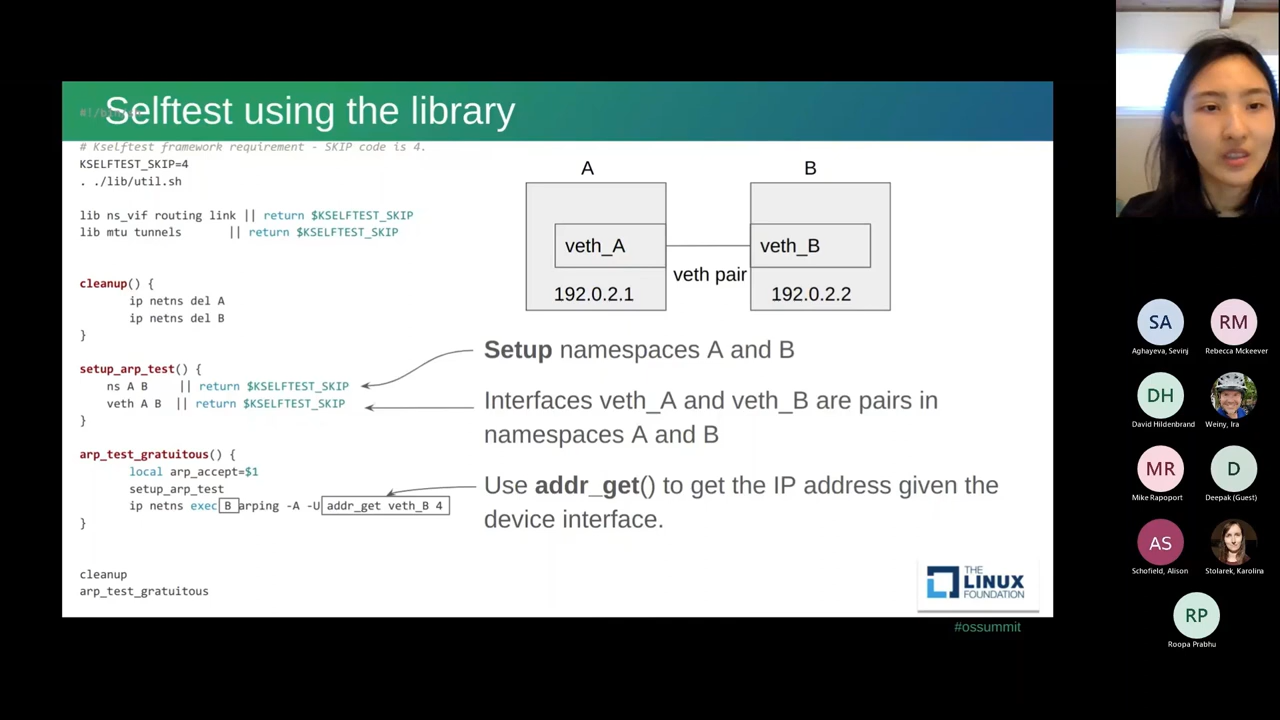 Selftest using the library
# Kselftest framework requirement - SKIP code is 4.
KSELFTEST_SKIP=4
. ./lib/util.sh
lib ns_vif routing link || return $KSELFTEST_SKIP
lib mtu tunnels || return $KSELFTEST_SKIP
cleanup() {
ip netns del A
ip netns del B
}
setup_arp_test() {
ns A B || return $KSELFTEST_SKIP
veth A B || return $KSELFTEST_SKIP
}
arp_test_gratuitous() {
local arp_accept=$1
setup_arp_test
ip netns exec B arping -A -U addr_get veth_B 4
}
cleanup
arp_test_gratuitous
A
B
veth_A
veth_B
veth pair
192.0.2.1
192.0.2.2
Setup namespaces A and B
Interfaces veth_A and veth_B are pairs in
namespaces A and B
Use addr_get() to get the IP address given the
device interface.
THE
LINUX
FOUNDATION
#ossummit
SA
RM
Aghayeva, Sevinj
Rebecca Mckeever
DH
David Hildenbrand
Weiny, Ira
MR
D
Mike Rapoport
Deepak (Guest)
AS
Schofield, Alison
Stolarek, Karolina
RP
Roopa Prabhu